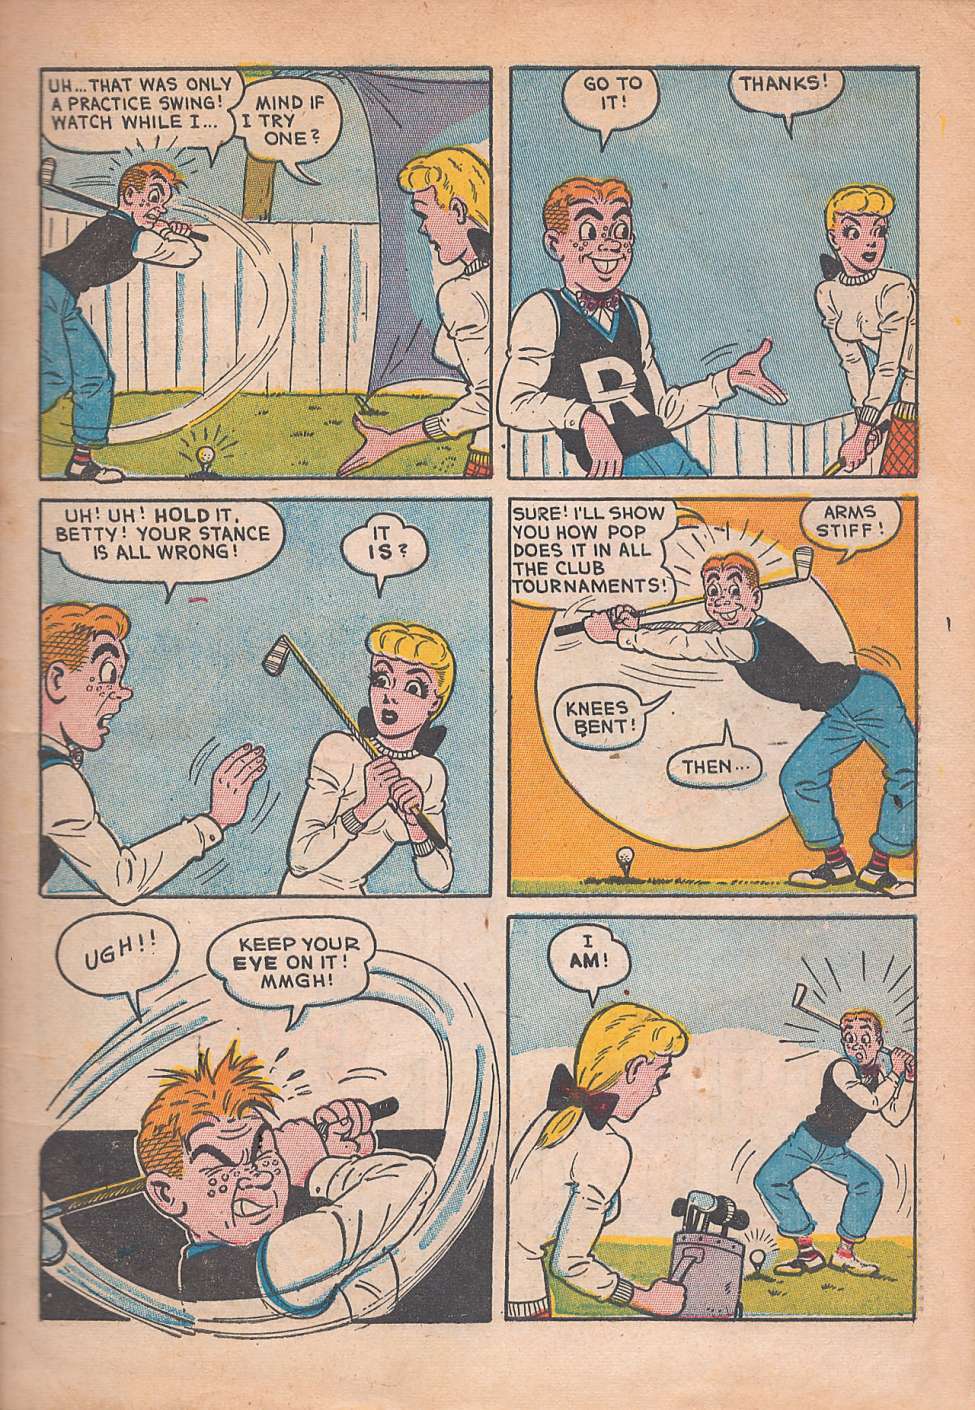 UH...THAT WAS ONLY
A PRACTICE SWING!
WATCH WHILE I...
MIND IF
I TRY
ONE?
GO TO
IT!
THANKS!
R
UH! UH! HOLD IT,
BETTY! YOUR STANCE
IS ALL WRONG!
IT
IS?
SURE! I'LL SHOW
YOU HOW POP
DOES IT IN ALL
THE CLUB
TOURNAMENTS!
ARMS
STIFF!
KNEES
BENT!
THEN...
UGH!!
KEEP YOUR
EYE ON IT!
MMGH!
I
AM!